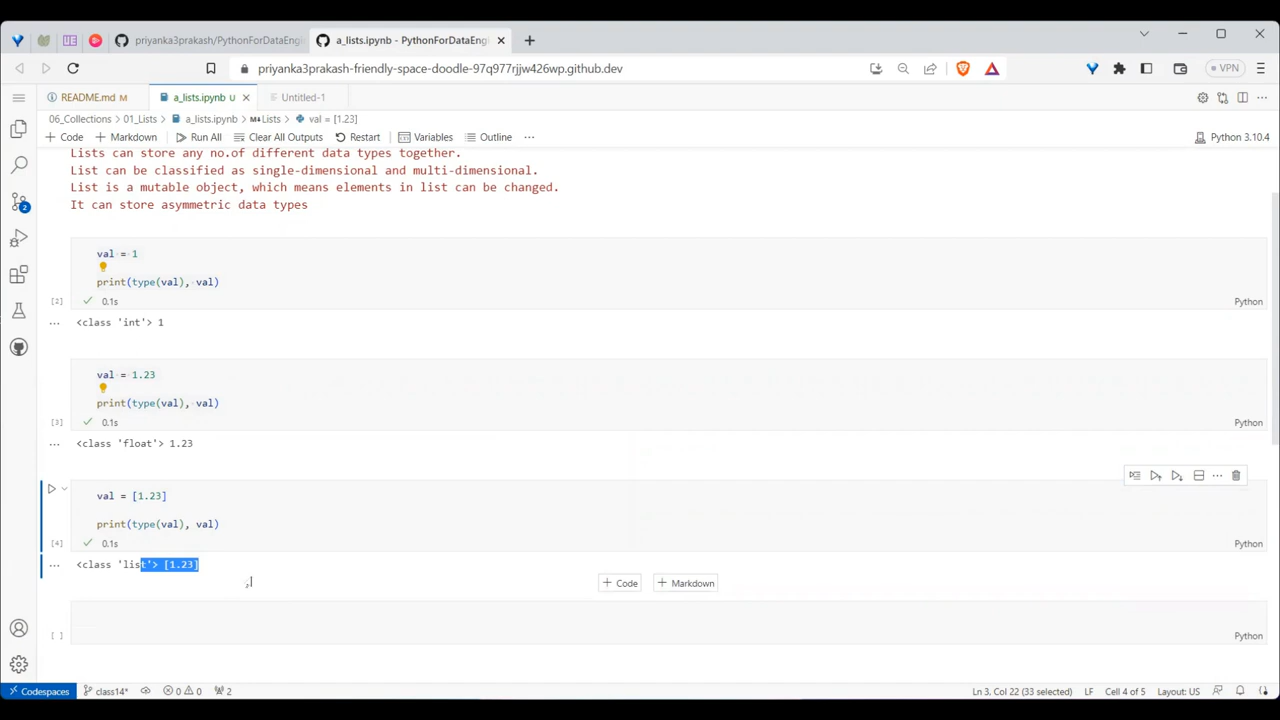 priyanka3prakash/PythonForDataEngi
a_lists.ipynb - PythonForDataEngi
priyanka3prakash-friendly-space-doodle-97q977rjjw426wp.github.dev
VPN
README.md M
a_lists.ipynb U
Untitled-1
06_Collections > 01_Lists > a_lists.ipynb > M↓Lists > val = [1.23]
+ Code + Markdown Run All Clear All Outputs Restart Variables Outline ...
Python 3.10.4
Lists can store any no.of different data types together.
List can be classified as single-dimensional and multi-dimensional.
List is a mutable object, which means elements in list can be changed.
It can store asymmetric data types
val = 1
print(type(val), val)
[2] 0.1s Python
... <class 'int'> 1
val = 1.23
print(type(val), val)
[3] 0.1s Python
... <class 'float'> 1.23
val = [1.23]
print(type(val), val)
[4] 0.1s Python
... <class 'list'> [1.23]
+ Code + Markdown
[ ] Python
2
Codespaces class14* 0 0 2 Ln 3, Col 22 (33 selected) LF Cell 4 of 5 Layout: US